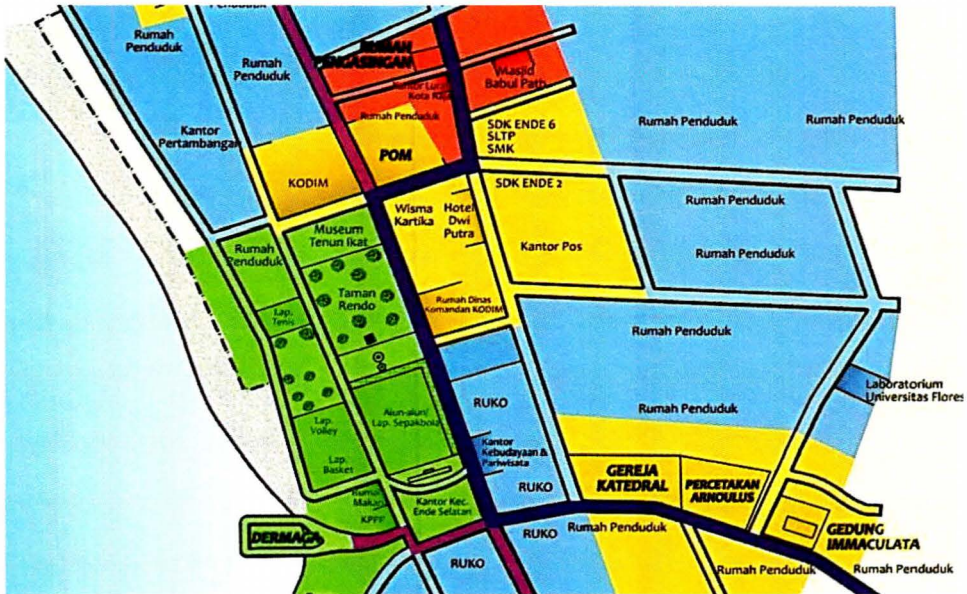 Rumah
Penduduk
Rumah
Penduduk
RUMAH
PENGASINGAN
Kantor Lurah
Kota Raja
Masjid
Babul Path
Rumah Penduduk
Kantor
Pertambangan
POM
KODIM
SDK ENDE 6
SLTP
SMK
Rumah Penduduk
Rumah Penduduk
SDK ENDE 2
Wisma
Kartika
Hotel
Dwi
Putra
Kantor Pos
Rumah Penduduk
Rumah Penduduk
Museum
Tenun Ikat
Rumah
Penduduk
Taman
Rendo
Lap.
Tenis
Rumah Dinas
Komandan KODIM
Rumah Penduduk
Laboratorium
Universitas Flores
RUKO
Rumah Penduduk
Alun-alun/
Lap. Sepakbola
Lap.
Volley
Lap.
Basket
Kantor
Kebudayaan &
Pariwisata
RUKO
GEREJA
KATEDRAL
PERCETAKAN
ARNOULUS
Rumah
Makan
KPPP
Kantor Kec.
Ende Selatan
DERMAGA
RUKO
Rumah Penduduk
GEDUNG
IMMACULATA
RUKO
Rumah Penduduk
Rumah Penduduk